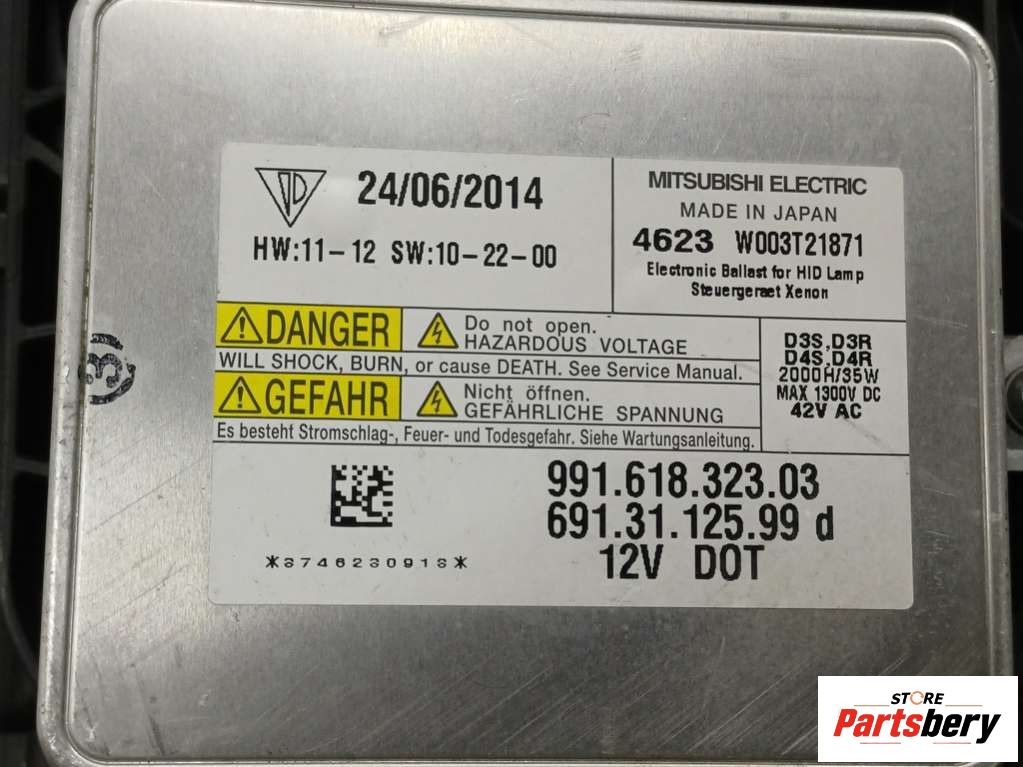 24/06/2014
HW:11-12 SW:10-22-00
MITSUBISHI ELECTRIC
MADE IN JAPAN
4623 W003T21871
Electronic Ballast for HID Lamp
Steuergeraet Xenon
DANGER
Do not open.
HAZARDOUS VOLTAGE
WILL SHOCK, BURN, or cause DEATH. See Service Manual.
GEFAHR
Nicht öffnen.
GEFÄHRLICHE SPANNUNG
Es besteht Stromschlag-, Feuer- und Todesgefahr. Siehe Wartungsanleitung.
D3S,D3R
D4S,D4R
2000H/35W
MAX 1300V DC
42V AC
991.618.323.03
691.31.125.99 d
12V DOT
*3746230913*
STORE
Partsbery